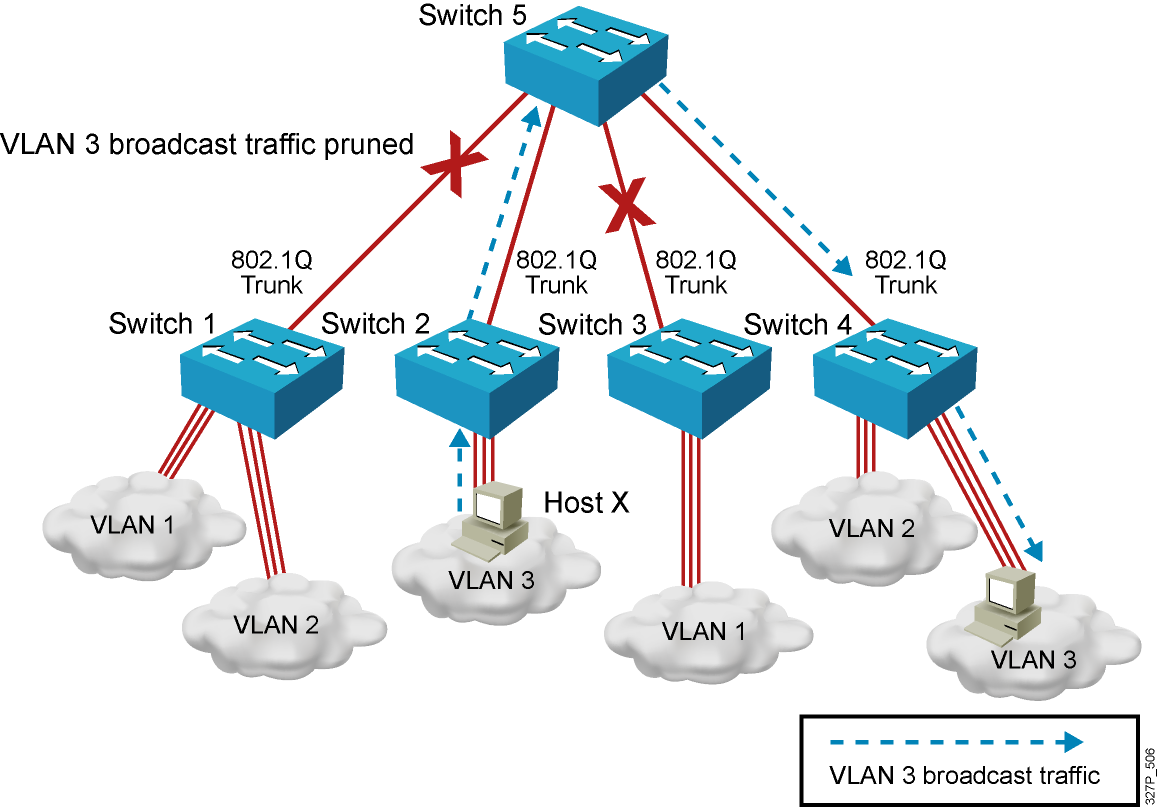 Switch 5
VLAN 3 broadcast traffic pruned
802.1Q
Trunk
802.1Q
Trunk
802.1Q
Trunk
802.1Q
Trunk
Switch 1
Switch 2
Switch 3
Switch 4
Host X
VLAN 1
VLAN 2
VLAN 3
VLAN 1
VLAN 2
VLAN 3
VLAN 3 broadcast traffic
327P_506